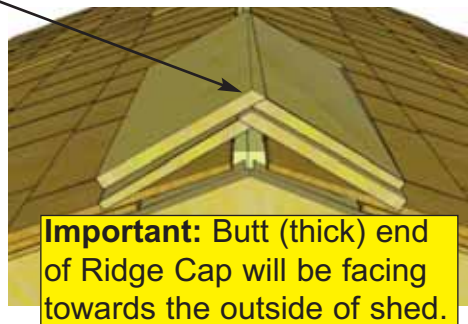 Important: Butt (thick) end
of Ridge Cap will be facing
towards the outside of shed.